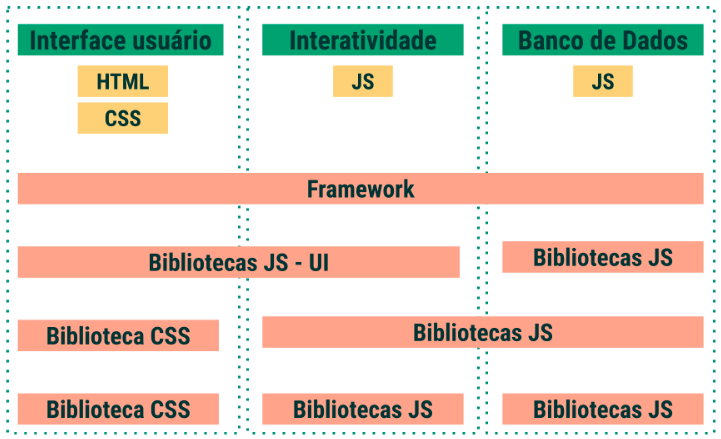 Interface usuário
Interatividade
Banco de Dados
HTML
JS
JS
CSS
Framework
Bibliotecas JS - UI
Bibliotecas JS
Biblioteca CSS
Bibliotecas JS
Biblioteca CSS
Bibliotecas JS
Bibliotecas JS